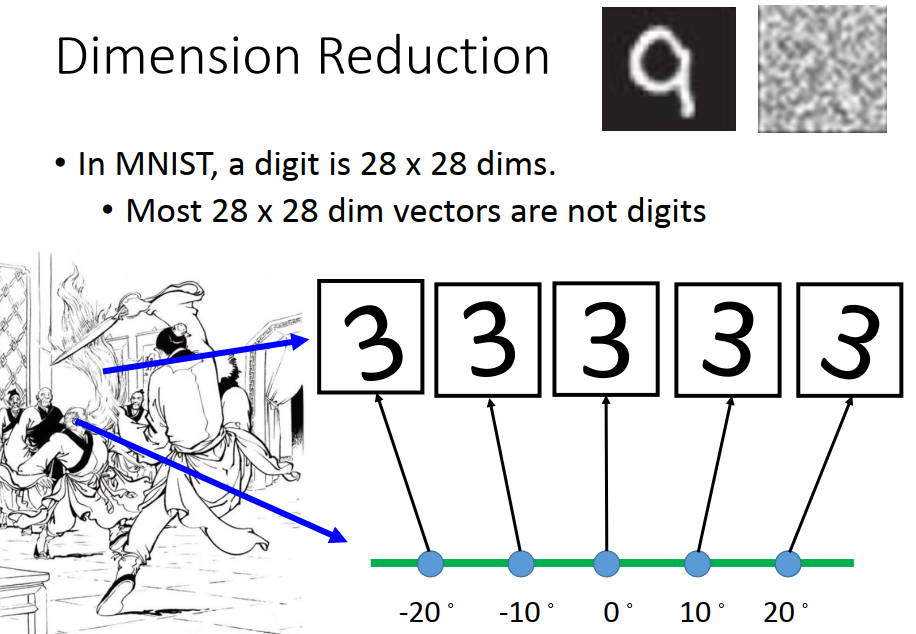 Dimension Reduction
9
• In MNIST, a digit is 28 x 28 dims.
• Most 28 x 28 dim vectors are not digits
3 3 3 3 3
-20 ° -10 ° 0 ° 10 ° 20 °